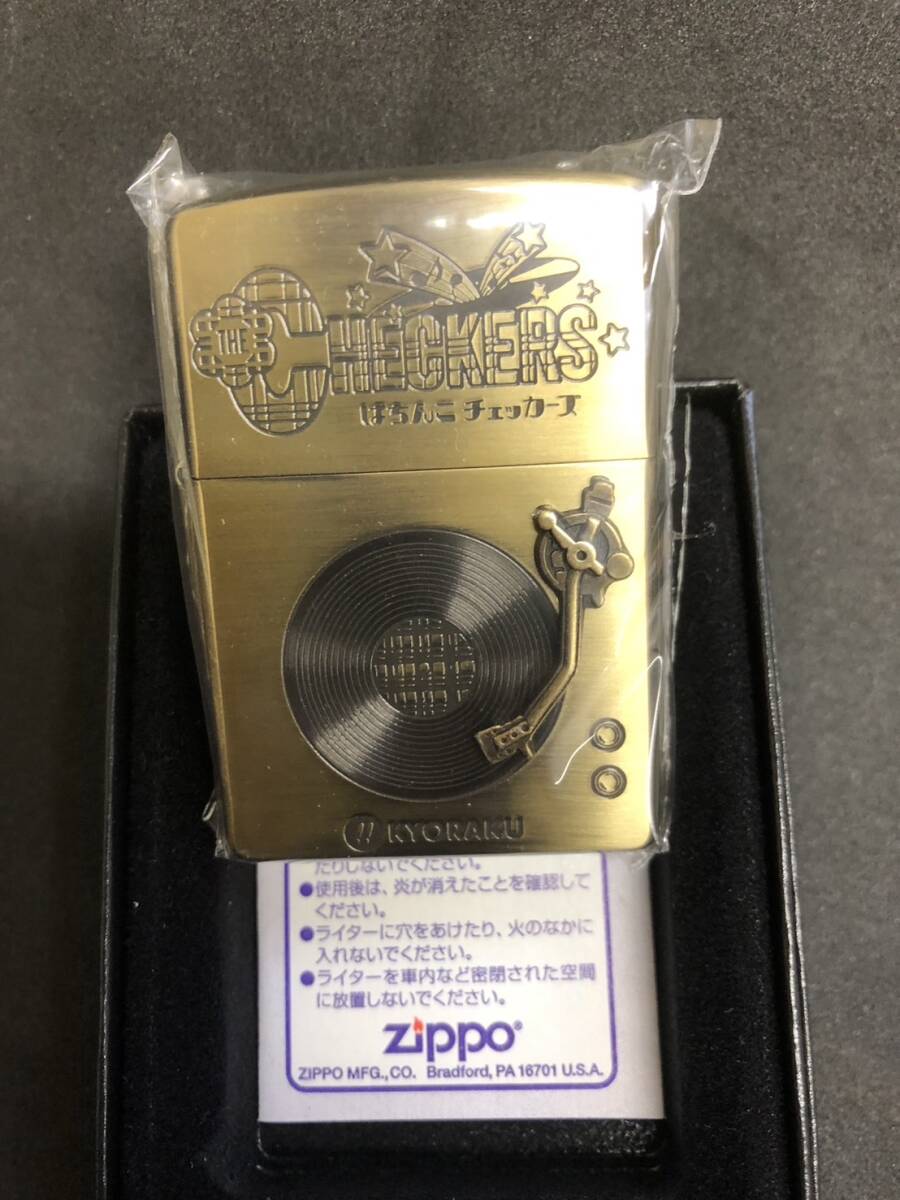 THE CHECKERS
ぱちんこ チェッカーズ
KYORAKU
たりしないでください。
●使用後は、炎が消えたことを確認して
ください。
●ライターに穴をあけたり、火のなかに
入れないでください。
●ライターを車内など密閉された空間
に放置しないでください。
Zippo®
ZIPPO MFG.,CO. Bradford, PA 16701 U.S.A.